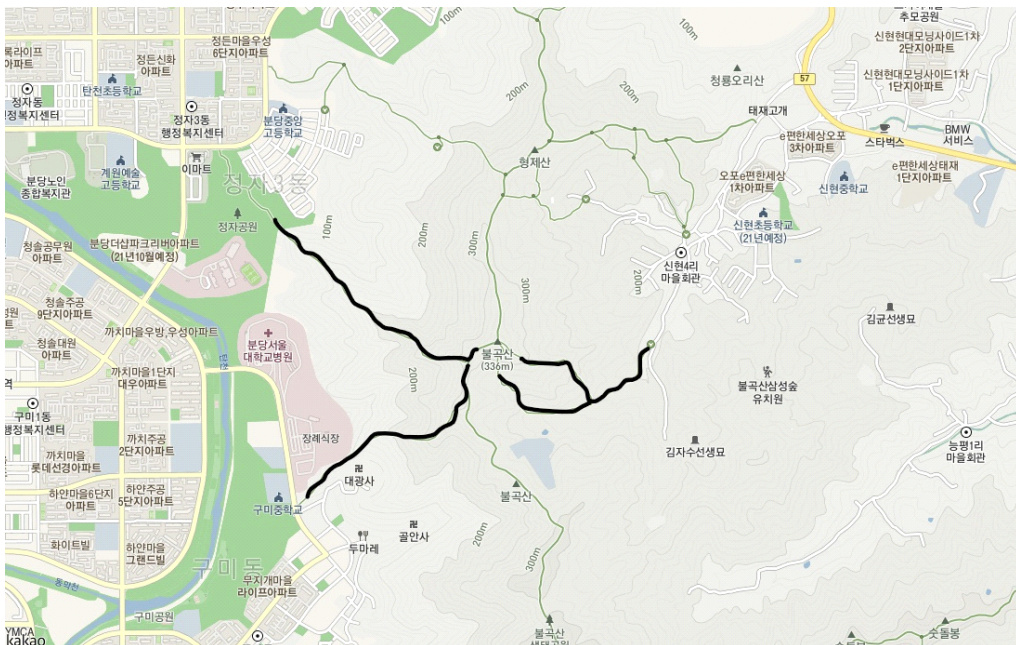 정든마을우성
6단지아파트
100m
추모공원
정든신화
아파트
신현현대모닝사이드1차
2단지아파트
탄천초등학교
200m
청룡오리산
57
신현현대모닝사이드1차
1단지아파트
정자동
행정복지센터
정자3동
행정복지센터
분당중앙
고등학교
태재고개
e편한세상오포
3차아파트
스타벅스
BMW
서비스
이마트
계원예술
고등학교
분당노인
종합복지관
정자3동
형제산
오포e편한세상
1차아파트
신현중학교
e편한세상태재
1단지아파트
정자공원
100m
200m
300m
신현초등학교
(21년예정)
청솔공무원
아파트
분당더샵파크리버아파트
(21년10월예정)
신현4리
마을회관
200m
300m
청솔주공
9단지아파트
김균선생묘
청솔대원
아파트
까치마을우방,우성아파트
분당서울
대학교병원
탄천
불곡산
(336m)
까치마을1단지
대우아파트
200m
불곡산삼성숲
유치원
구미1동
행정복지센터
까치주공
2단지아파트
장례식장
김자수선생묘
능평1리
마을회관
까치마을
롯데선경아파트
대광사
하얀마을6단지
아파트
하얀주공
5단지아파트
구미중학교
불곡산
화이트빌
하얀마을
그랜드빌
두마레
골안사
200m
300m
구미동
동막천
무지개마을
라이프아파트
구미공원
YMCA
kakao
불곡산
생태공원
숫돌봉